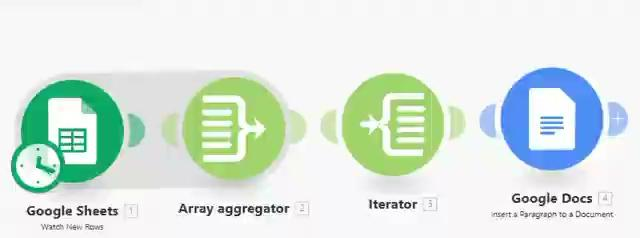 Google Sheets 1
Watch New Rows
Array aggregator 2
Iterator 3
Google Docs 4
Insert a Paragraph to a Document